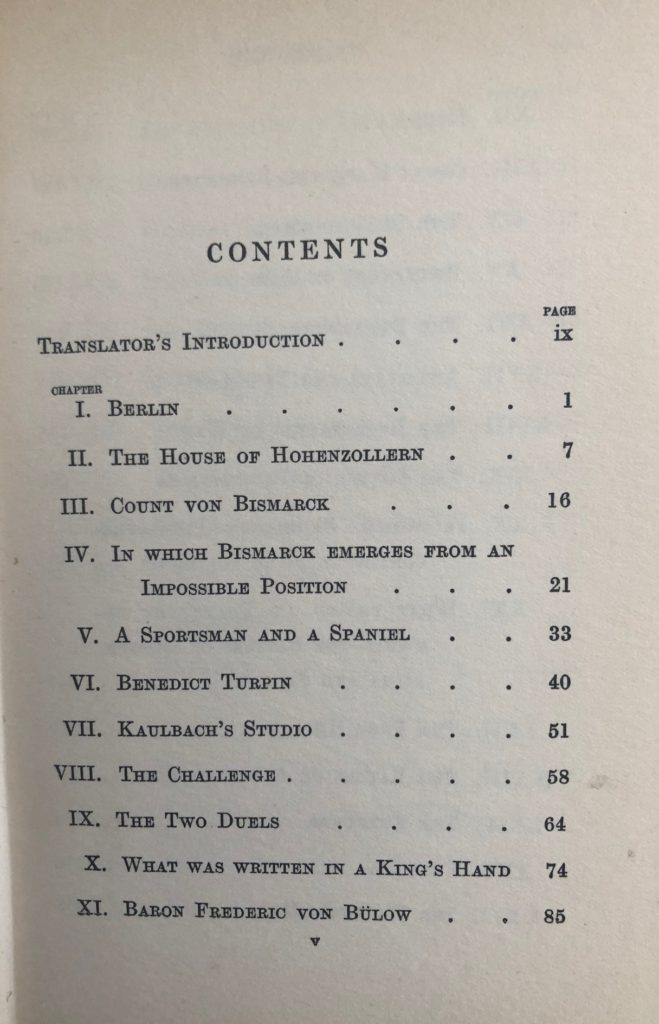 CONTENTS
PAGE
TRANSLATOR'S INTRODUCTION . . . . ix
CHAPTER
I. BERLIN . . . . . . 1
II. THE HOUSE OF HOHENZOLLERN . . 7
III. COUNT VON BISMARCK . . . 16
IV. IN WHICH BISMARCK EMERGES FROM AN
IMPOSSIBLE POSITION . . . 21
V. A SPORTSMAN AND A SPANIEL . . 33
VI. BENEDICT TURPIN . . . . 40
VII. KAULBACH'S STUDIO . . . . 51
VIII. THE CHALLENGE . . . . . 58
IX. THE TWO DUELS . . . . 64
X. WHAT WAS WRITTEN IN A KING'S HAND 74
XI. BARON FREDERIC VON BÜLOW . . 85
v